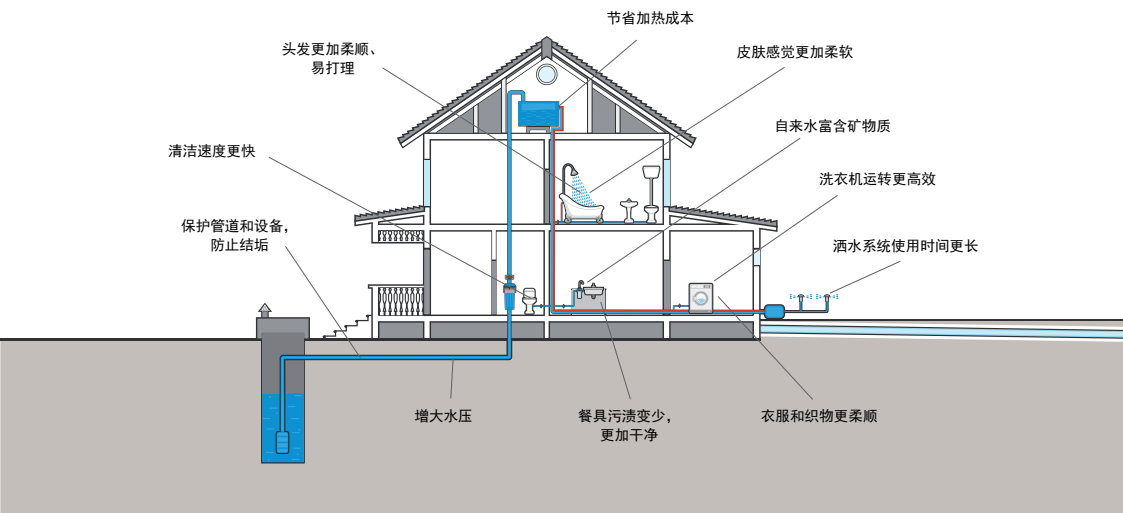 节省加热成本
头发更加柔顺、
易打理
皮肤感觉更加柔软
自来水富含矿物质
清洁速度更快
洗衣机运转更高效
保护管道和设备，
防止结垢
洒水系统使用时间更长
增大水压
餐具污渍变少，
更加干净
衣服和织物更柔顺